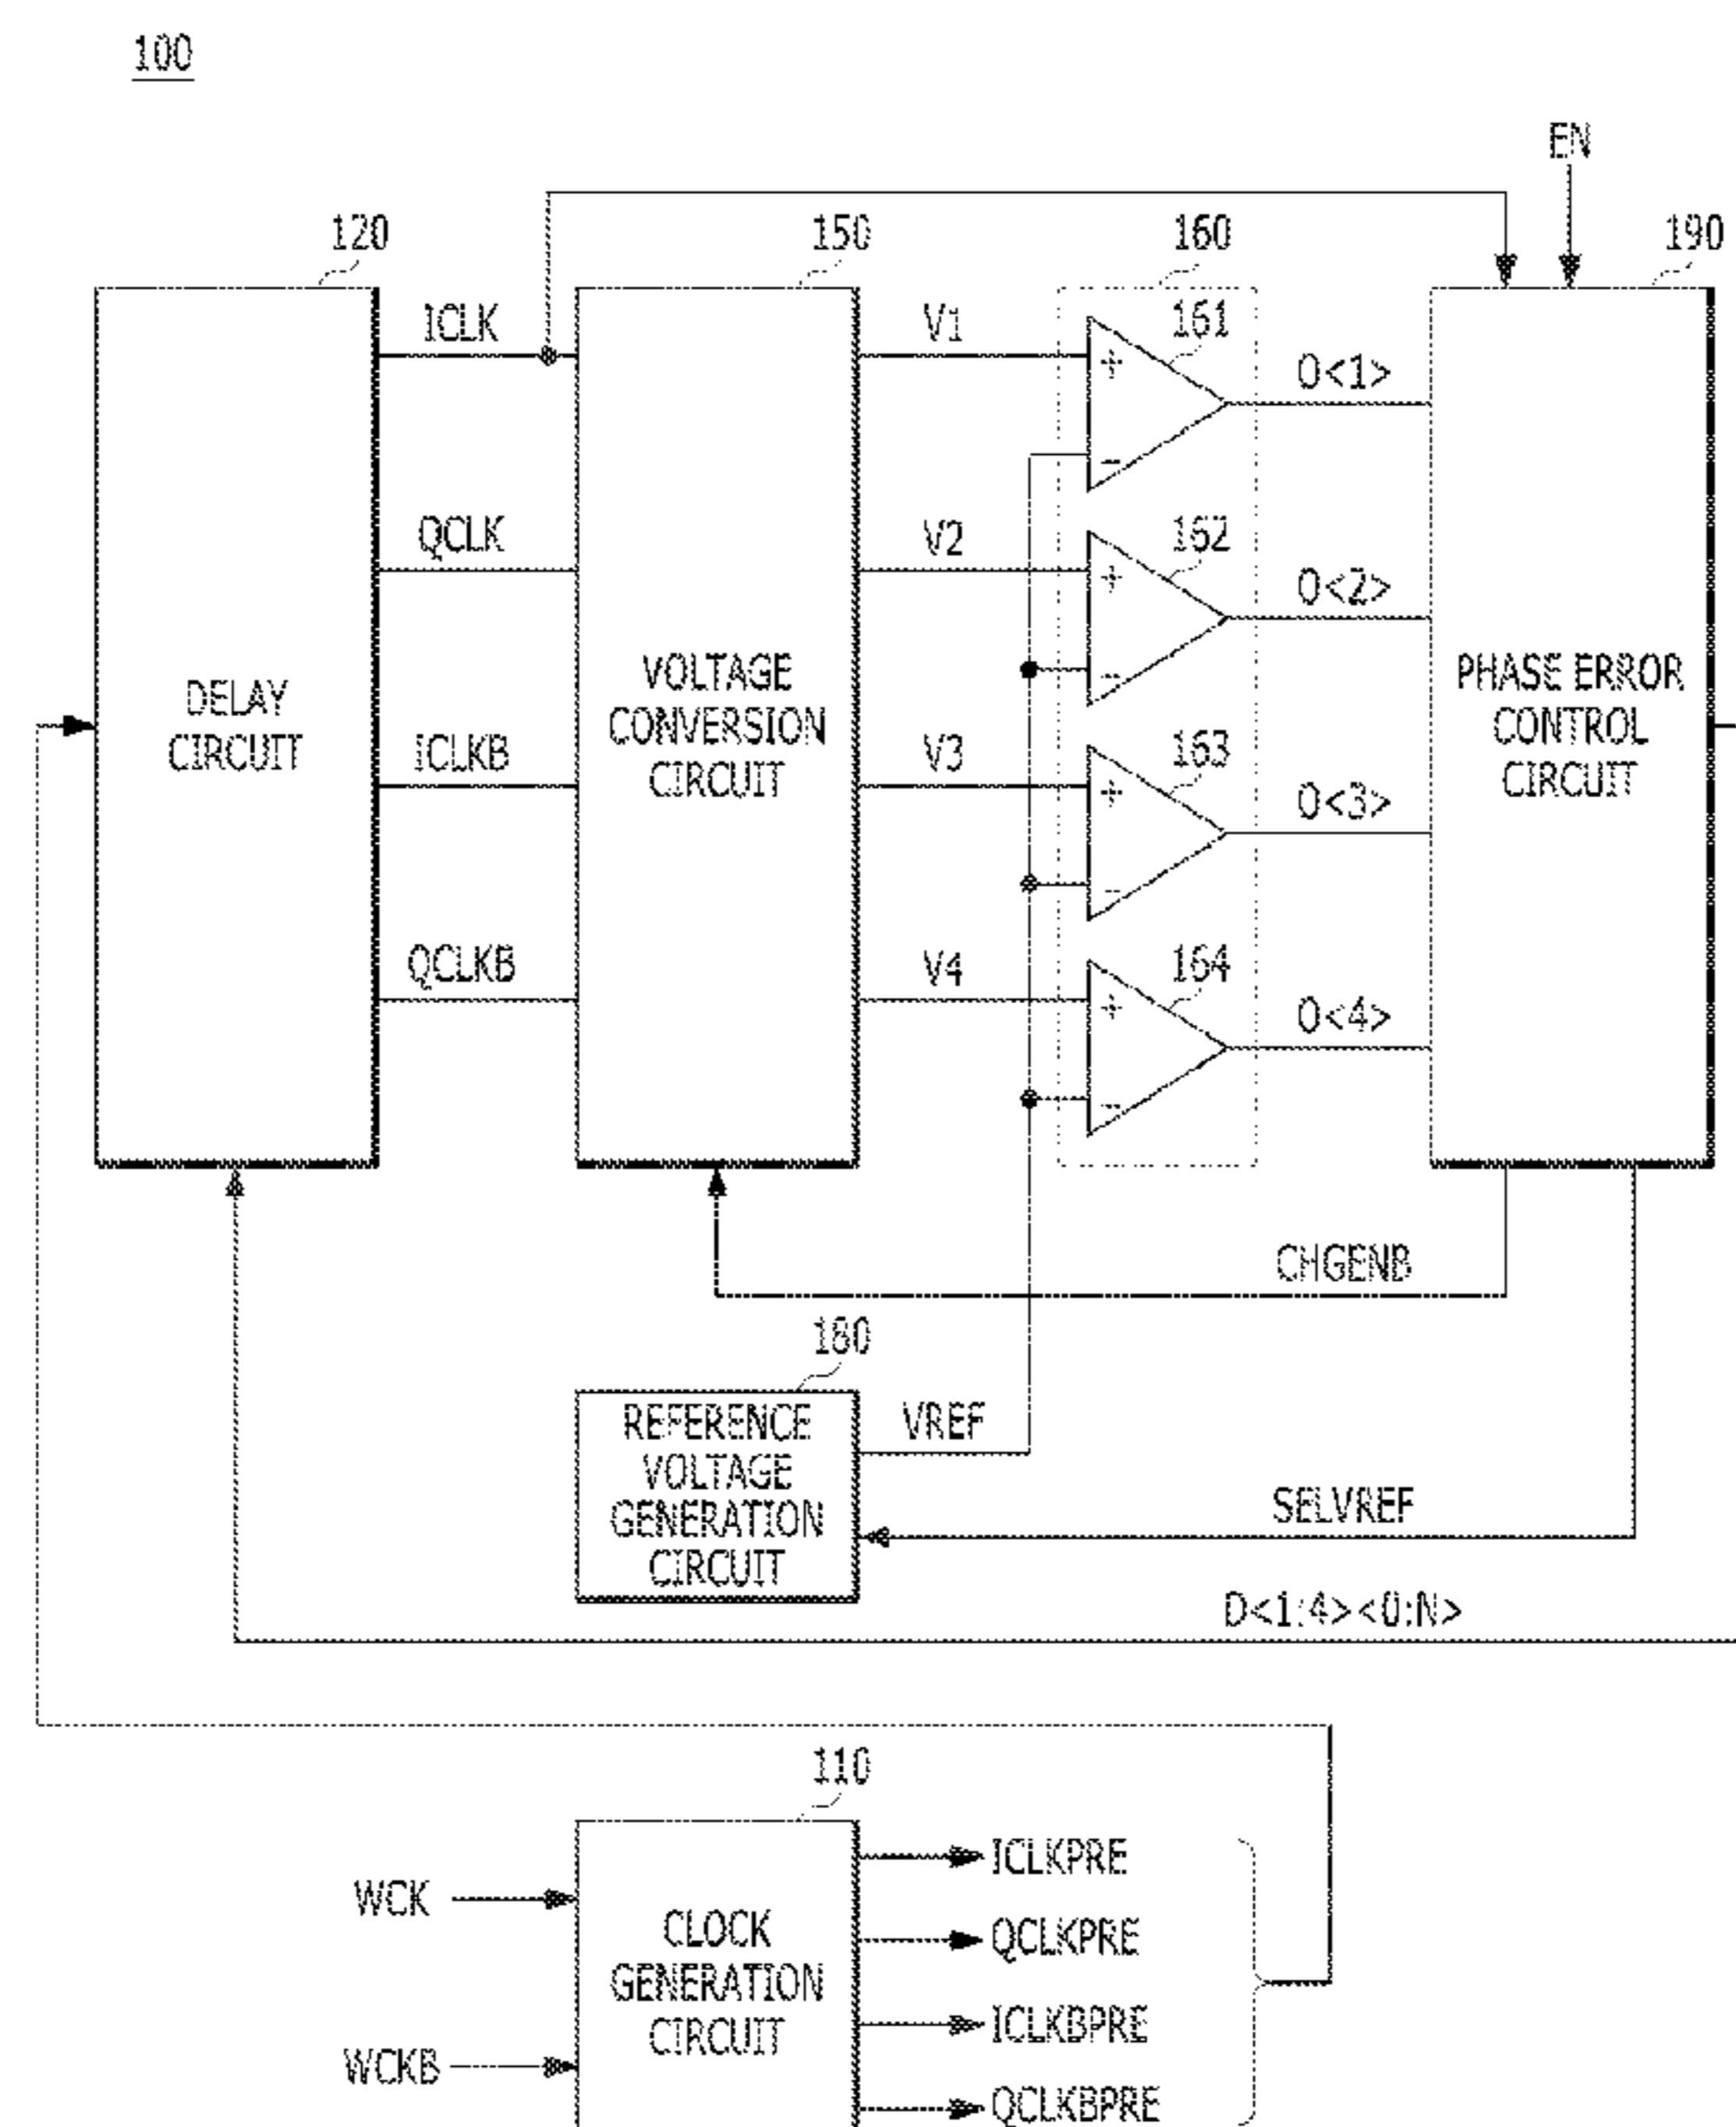 100
EN
120
150
160
190
ICLK
V1
161
+
-
O<1>
QCLK
V2
162
+
-
O<2>
DELAY
CIRCUIT
VOLTAGE
CONVERSION
CIRCUIT
PHASE ERROR
CONTROL
CIRCUIT
ICLKB
V3
163
+
-
O<3>
QCLKB
V4
164
+
-
O<4>
CHGENB
180
REFERENCE
VOLTAGE
GENERATION
CIRCUIT
VREF
SELVREF
D<1:4><0:N>
110
WCK
WCKB
CLOCK
GENERATION
CIRCUIT
ICLKPRE
QCLKPRE
ICLKBPRE
QCLKBPRE